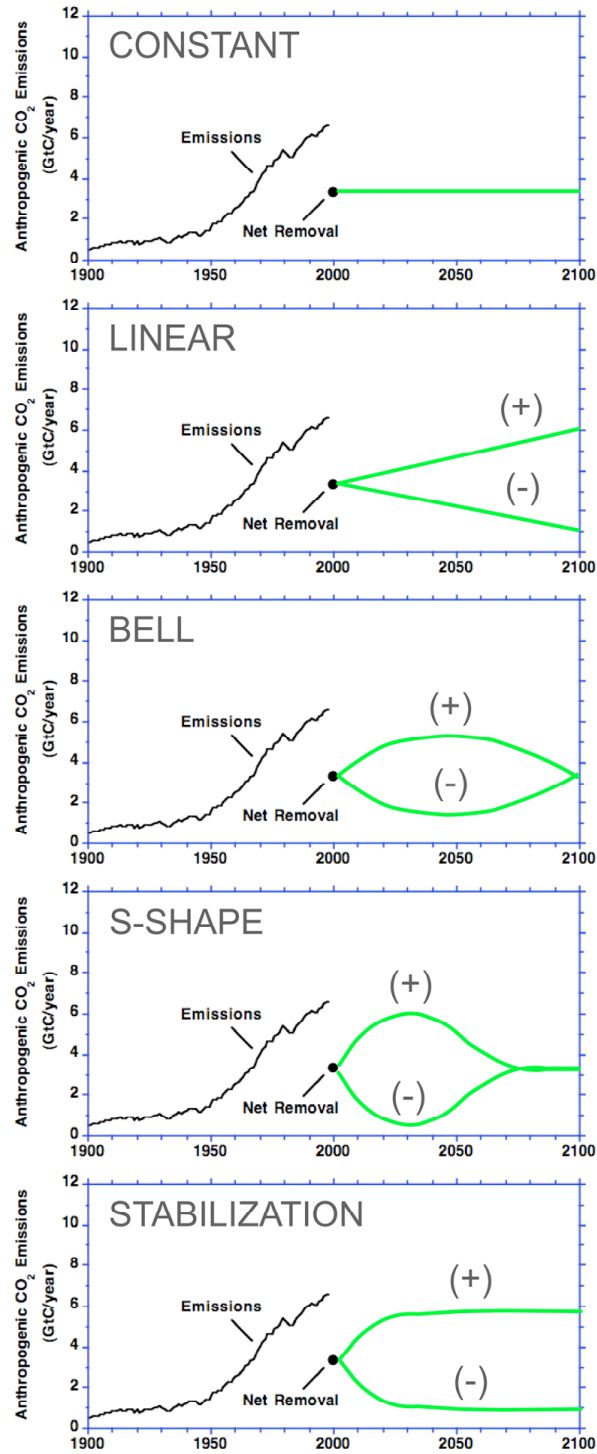 Anthropogenic CO2 Emissions
(GtC/year)
12
10
8
6
4
2
0
CONSTANT
Emissions
Net Removal
1900
1950
2000
2050
2100
Anthropogenic CO2 Emissions
(GtC/year)
12
10
8
6
4
2
0
LINEAR
Emissions
Net Removal
(+)
(-)
1900
1950
2000
2050
2100
Anthropogenic CO2 Emissions
(GtC/year)
12
10
8
6
4
2
0
BELL
Emissions
Net Removal
(+)
(-)
1900
1950
2000
2050
2100
Anthropogenic CO2 Emissions
(GtC/year)
12
10
8
6
4
2
0
S-SHAPE
Emissions
Net Removal
(+)
(-)
1900
1950
2000
2050
2100
Anthropogenic CO2 Emissions
(GtC/year)
12
10
8
6
4
2
0
STABILIZATION
Emissions
Net Removal
(+)
(-)
1900
1950
2000
2050
2100